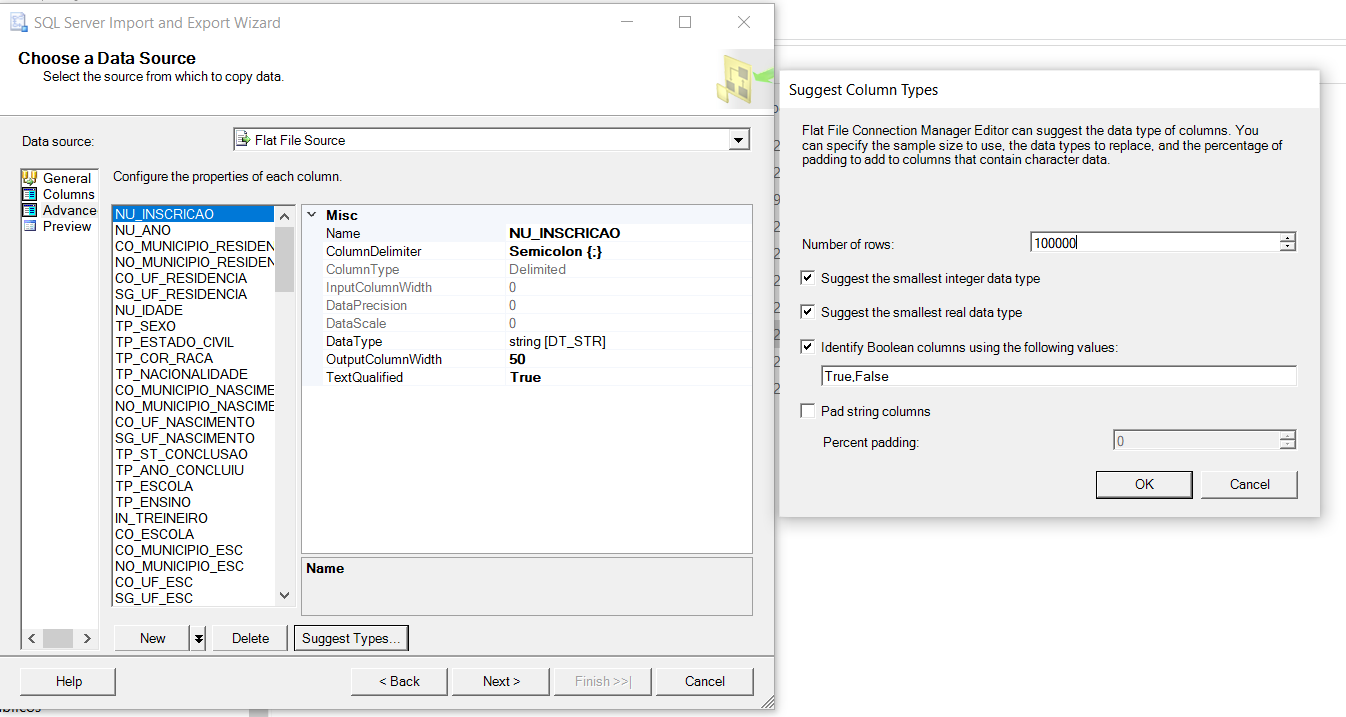 SQL Server Import and Export Wizard
Choose a Data Source
Select the source from which to copy data.
Data source:
Flat File Source
General
Columns
Advance
Preview
Configure the properties of each column.
NU_INSCRICAO
NU_ANO
CO_MUNICIPIO_RESIDEN
NO_MUNICIPIO_RESIDEN
CO_UF_RESIDENCIA
SG_UF_RESIDENCIA
NU_IDADE
TP_SEXO
TP_ESTADO_CIVIL
TP_COR_RACA
TP_NACIONALIDADE
CO_MUNICIPIO_NASCIME
NO_MUNICIPIO_NASCIME
CO_UF_NASCIMENTO
SG_UF_NASCIMENTO
TP_ST_CONCLUSAO
TP_ANO_CONCLUIU
TP_ESCOLA
TP_ENSINO
IN_TREINEIRO
CO_ESCOLA
CO_MUNICIPIO_ESC
NO_MUNICIPIO_ESC
CO_UF_ESC
SG_UF_ESC
Misc
Name NU_INSCRICAO
ColumnDelimiter Semicolon {;}
ColumnType Delimited
InputColumnWidth 0
DataPrecision 0
DataScale 0
DataType string [DT_STR]
OutputColumnWidth 50
TextQualified True
Name
New Delete Suggest Types...
Help < Back Next > Finish >>| Cancel
Suggest Column Types
Flat File Connection Manager Editor can suggest the data type of columns. You
can specify the sample size to use, the data types to replace, and the percentage of
padding to add to columns that contain character data.
Number of rows: 100000
Suggest the smallest integer data type
Suggest the smallest real data type
Identify Boolean columns using the following values:
True,False
Pad string columns
Percent padding: 0
OK Cancel